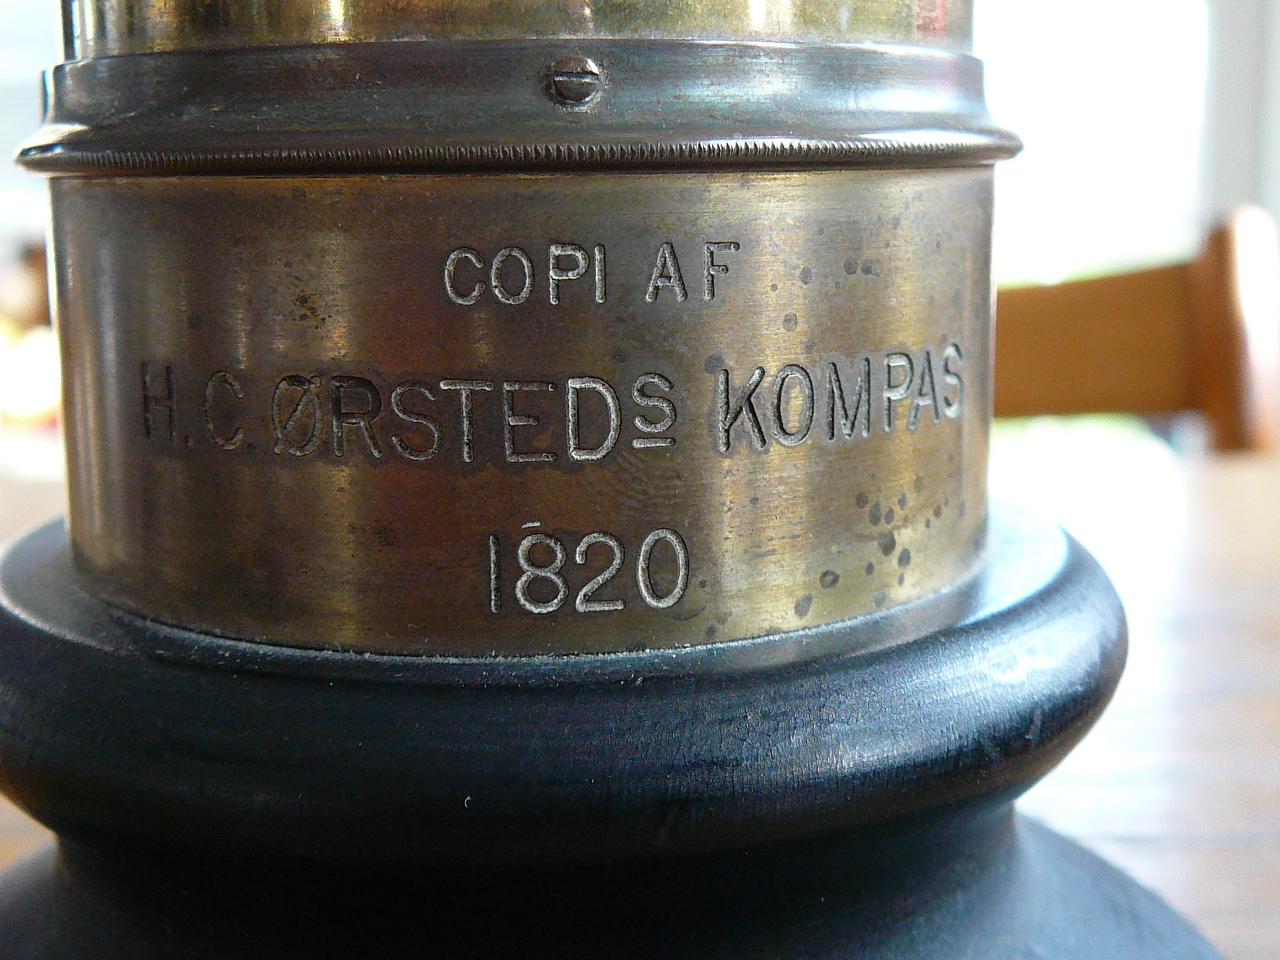 COPI AF
H.C. ØRSTEDS KOMPAS
1820